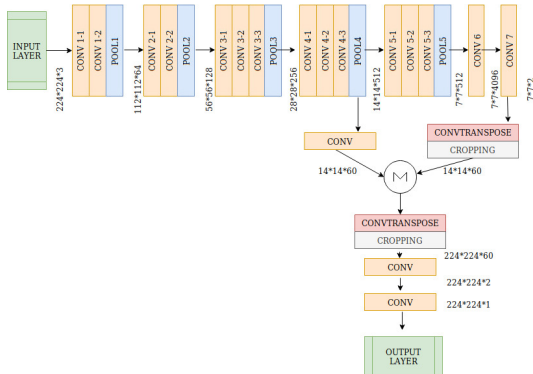 INPUT
LAYER
224*224*3
CONV 1-1
CONV 1-2
POOL1
112*112*64
CONV 2-1
CONV 2-2
POOL2
56*56*128
CONV 3-1
CONV 3-2
CONV 3-3
POOL3
28*28*256
CONV 4-1
CONV 4-2
CONV 4-3
POOL4
14*14*512
CONV 5-1
CONV 5-2
CONV 5-3
POOL5
7*7*512
CONV 6
7*7*4096
CONV 7
7*7*2
CONV
CONVTRANSPOSE
CROPPING
14*14*60
14*14*60
M
CONVTRANSPOSE
CROPPING
224*224*60
CONV
224*224*2
CONV
224*224*1
OUTPUT
LAYER